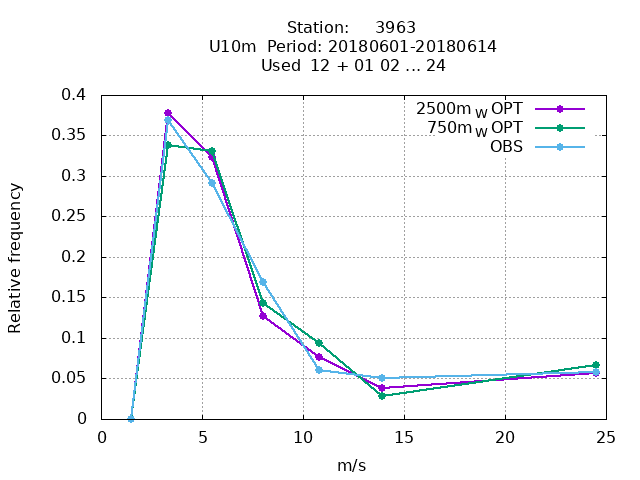 Station: 3963
U10m Period: 20180601-20180614
Used 12 + 01 02 ... 24
2500m_W OPT
750m_W OPT
OBS
0.4
0.35
0.3
0.25
0.2
0.15
0.1
0.05
0
Relative frequency
0 5 10 15 20 25
m/s